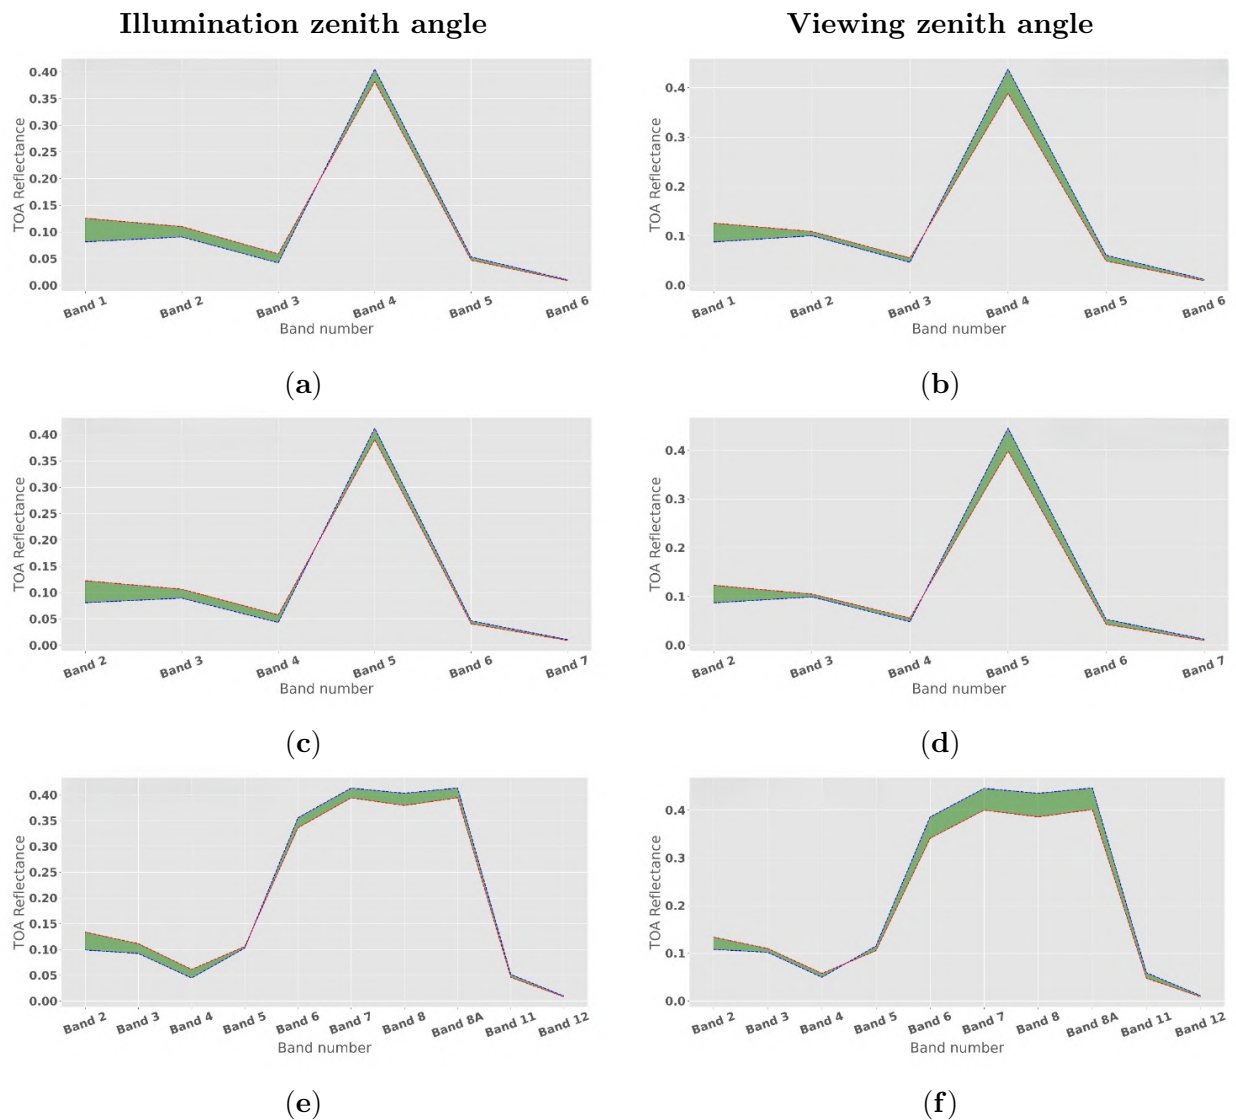 Illumination zenith angle
Viewing zenith angle
TOA Reflectance
0.40
0.35
0.30
0.25
0.20
0.15
0.10
0.05
0.00
Band 1 Band 2 Band 3 Band 4 Band 5 Band 6
Band number
(a)
TOA Reflectance
0.4
0.3
0.2
0.1
0.0
Band 1 Band 2 Band 3 Band 4 Band 5 Band 6
Band number
(b)
TOA Reflectance
0.40
0.35
0.30
0.25
0.20
0.15
0.10
0.05
0.00
Band 2 Band 3 Band 4 Band 5 Band 6 Band 7
Band number
(c)
TOA Reflectance
0.4
0.3
0.2
0.1
0.0
Band 2 Band 3 Band 4 Band 5 Band 6 Band 7
Band number
(d)
TOA Reflectance
0.40
0.35
0.30
0.25
0.20
0.15
0.10
0.05
0.00
Band 2 Band 3 Band 4 Band 5 Band 6 Band 7 Band 8 Band 8A Band 11 Band 12
Band number
(e)
TOA Reflectance
0.4
0.3
0.2
0.1
0.0
Band 2 Band 3 Band 4 Band 5 Band 6 Band 7 Band 8 Band 8A Band 11 Band 12
Band number
(f)